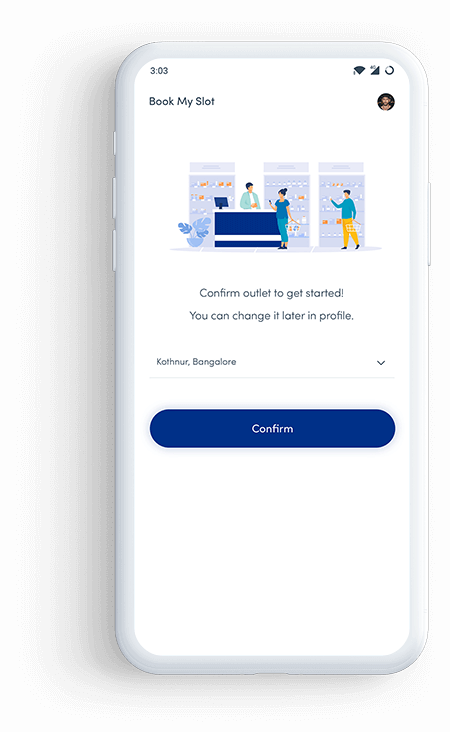 3:03
4G
Book My Slot
Confirm outlet to get started!
You can change it later in profile.
Kothnur, Bangalore
Confirm